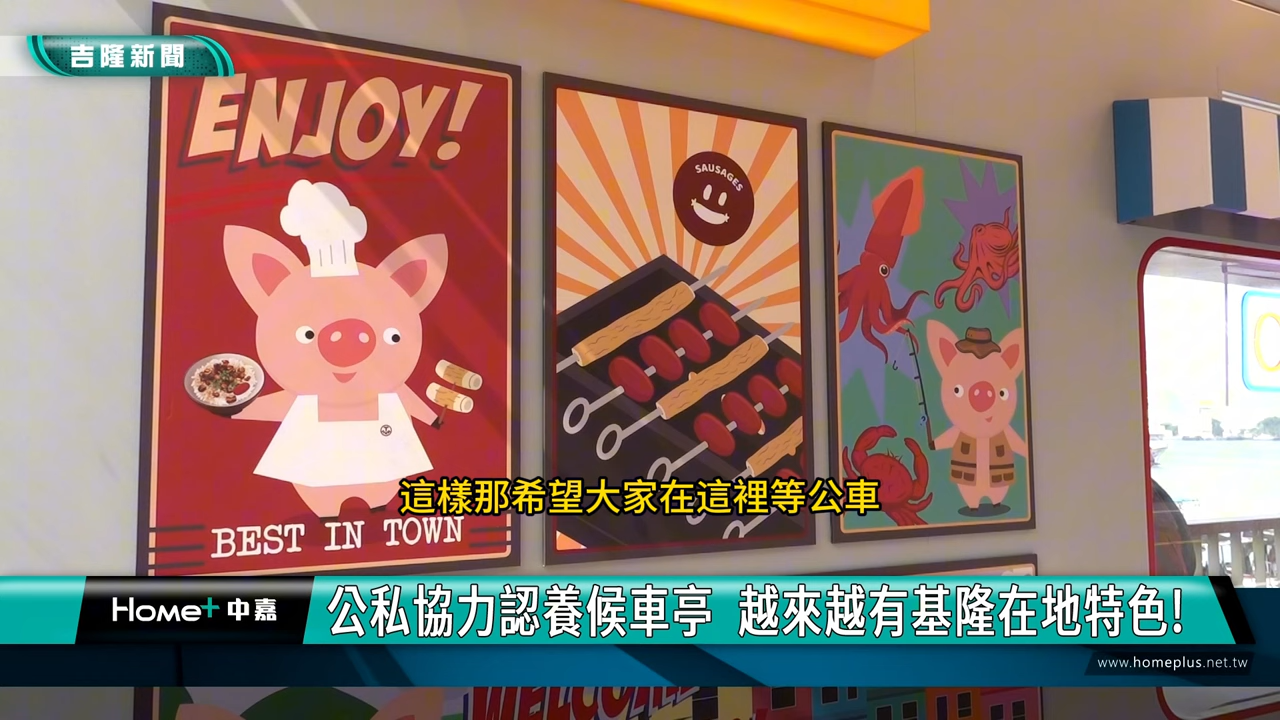 吉隆新聞
ENJOY!
SAUSAGES
BEST IN TOWN
這樣那希望大家在這裡等公車
Home+ 中嘉
公私協力認養候車亭 越來越有基隆在地特色!
www.homeplus.net.tw
WELCOME